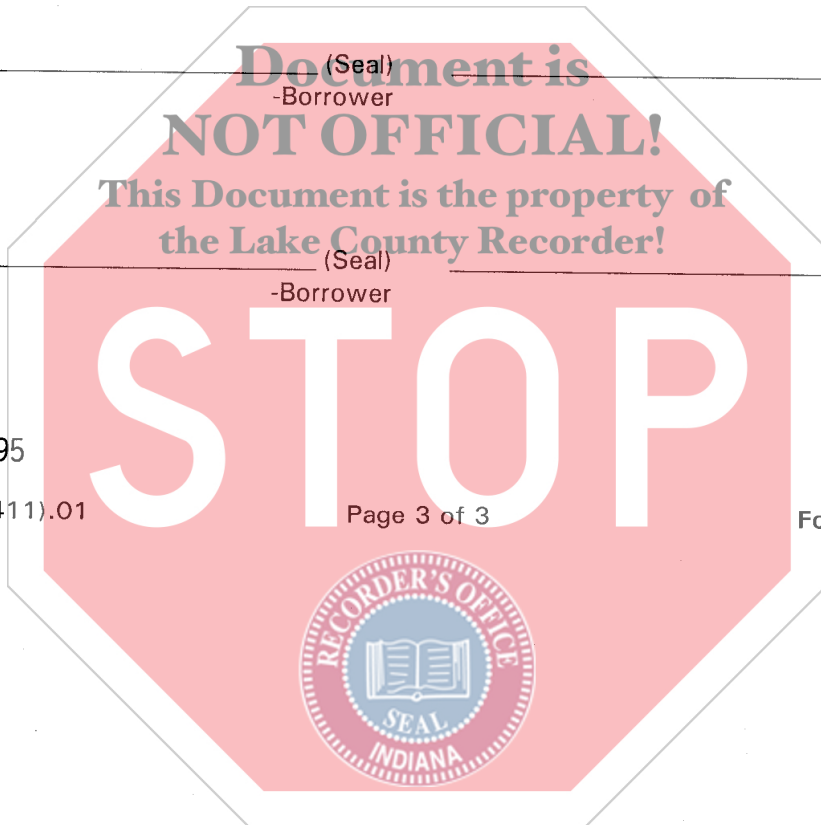 Document is
(Seal)
-Borrower
NOT OFFICIAL!
This Document is the property of
the Lake County Recorder!
(Seal)
-Borrower
STOP
95
411).01
Page 3 of 3
Fo
RECORDER'S OFFICE
SEAL
INDIANA